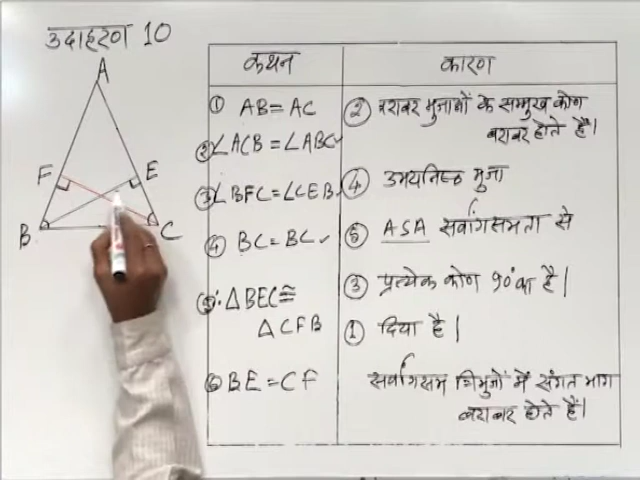 उदाहरण 10
A
F
E
B
C
कथन
कारण
① AB = AC
② बराबर भुजाओं के सम्मुख कोण
बराबर होते हैं।
② ∠ACB = ∠ABC
③ ∠BFC = ∠CEB
④ उभयनिष्ठ भुजा
④ BC = BC
⑤ ASA सर्वांगसमता से
⑤ ∴ △BEC ≅
△CFB
③ प्रत्येक कोण 90° का है।
① दिया है।
⑥ BE = CF
सर्वांगसम त्रिभुजों में संगत भाग
बराबर होते हैं।